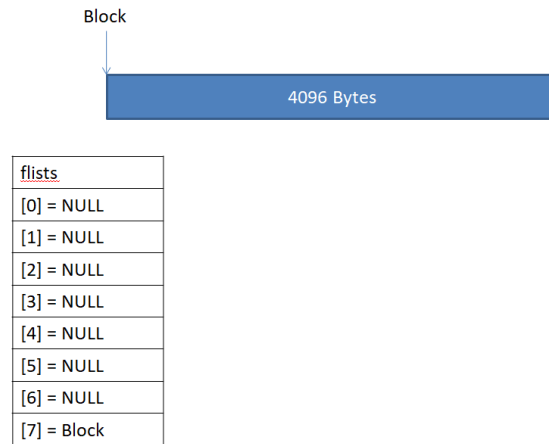 Block
4096 Bytes
flists
[0] = NULL
[1] = NULL
[2] = NULL
[3] = NULL
[4] = NULL
[5] = NULL
[6] = NULL
[7] = Block